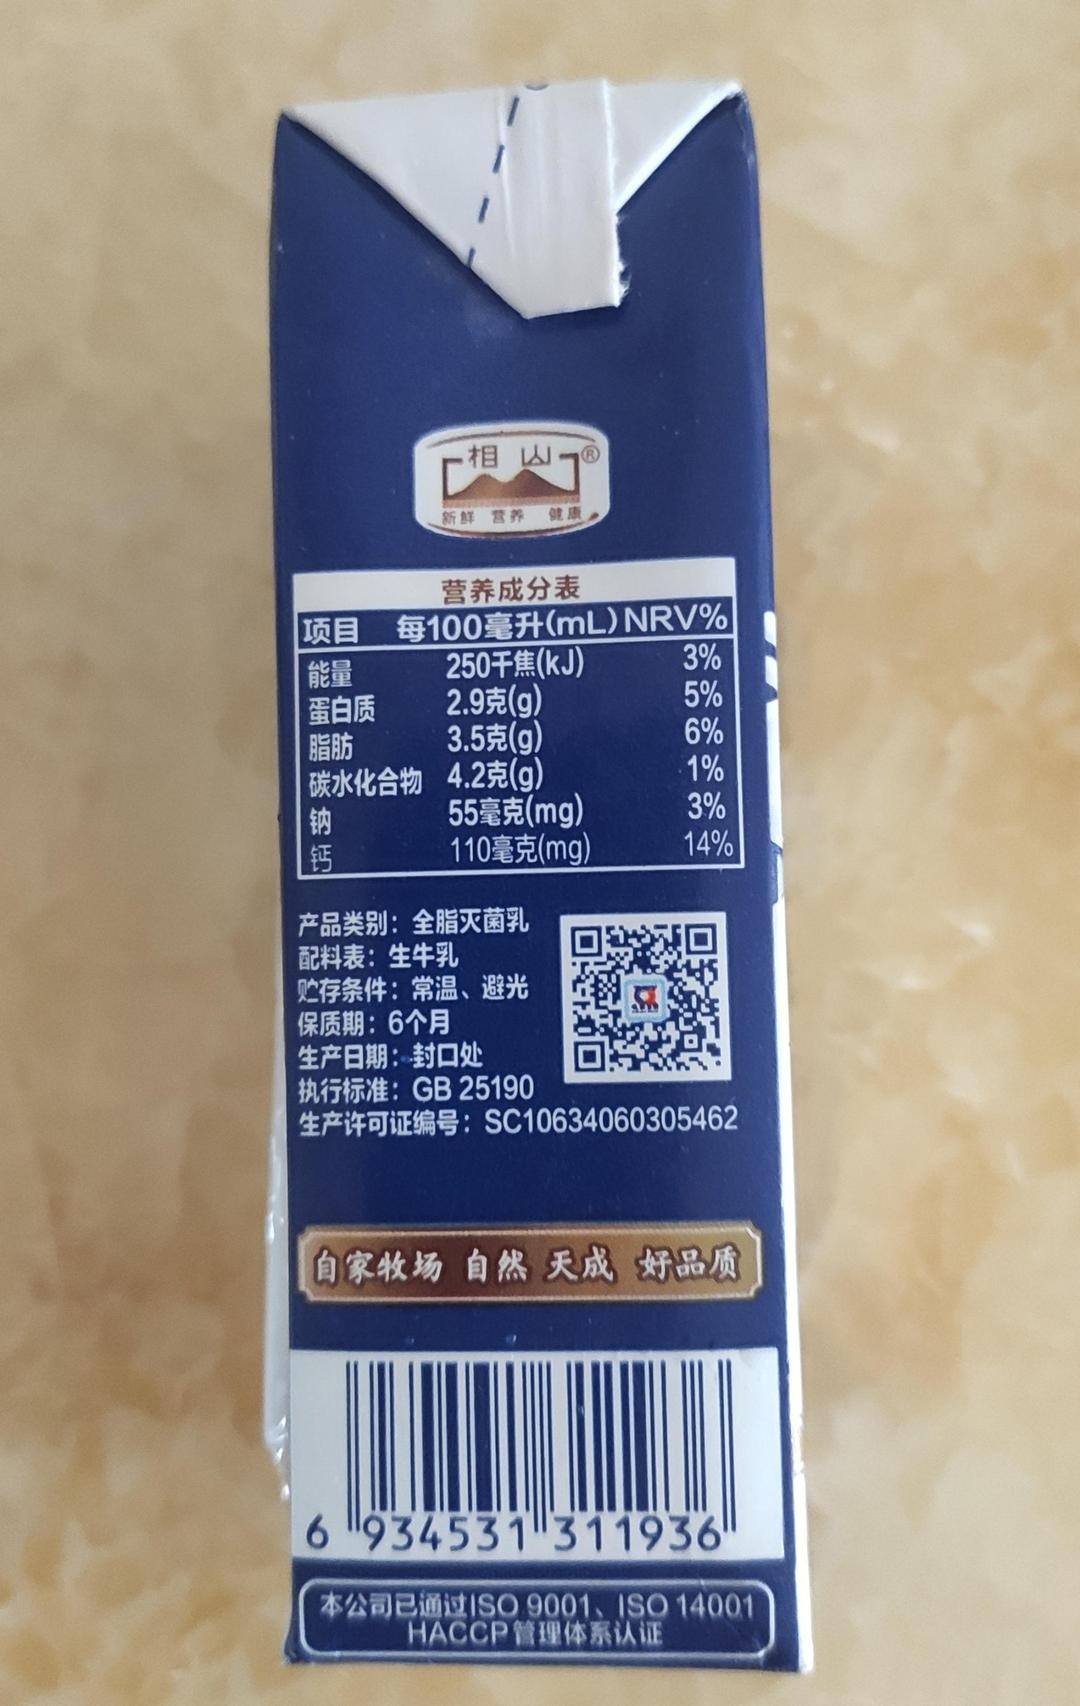 相山®
新鲜 营养 健康
营养成分表
项目 每100毫升(mL) NRV%
能量 250千焦(kJ) 3%
蛋白质 2.9克(g) 5%
脂肪 3.5克(g) 6%
碳水化合物 4.2克(g) 1%
钠 55毫克(mg) 3%
钙 110毫克(mg) 14%
产品类别：全脂灭菌乳
配料表：生牛乳
贮存条件：常温、避光
保质期：6个月
生产日期：封口处
执行标准：GB 25190
生产许可证编号：SC10634060305462
自家牧场 自然 天成 好品质
6 934531 311936
本公司已通过ISO 9001、ISO 14001
HACCP管理体系认证